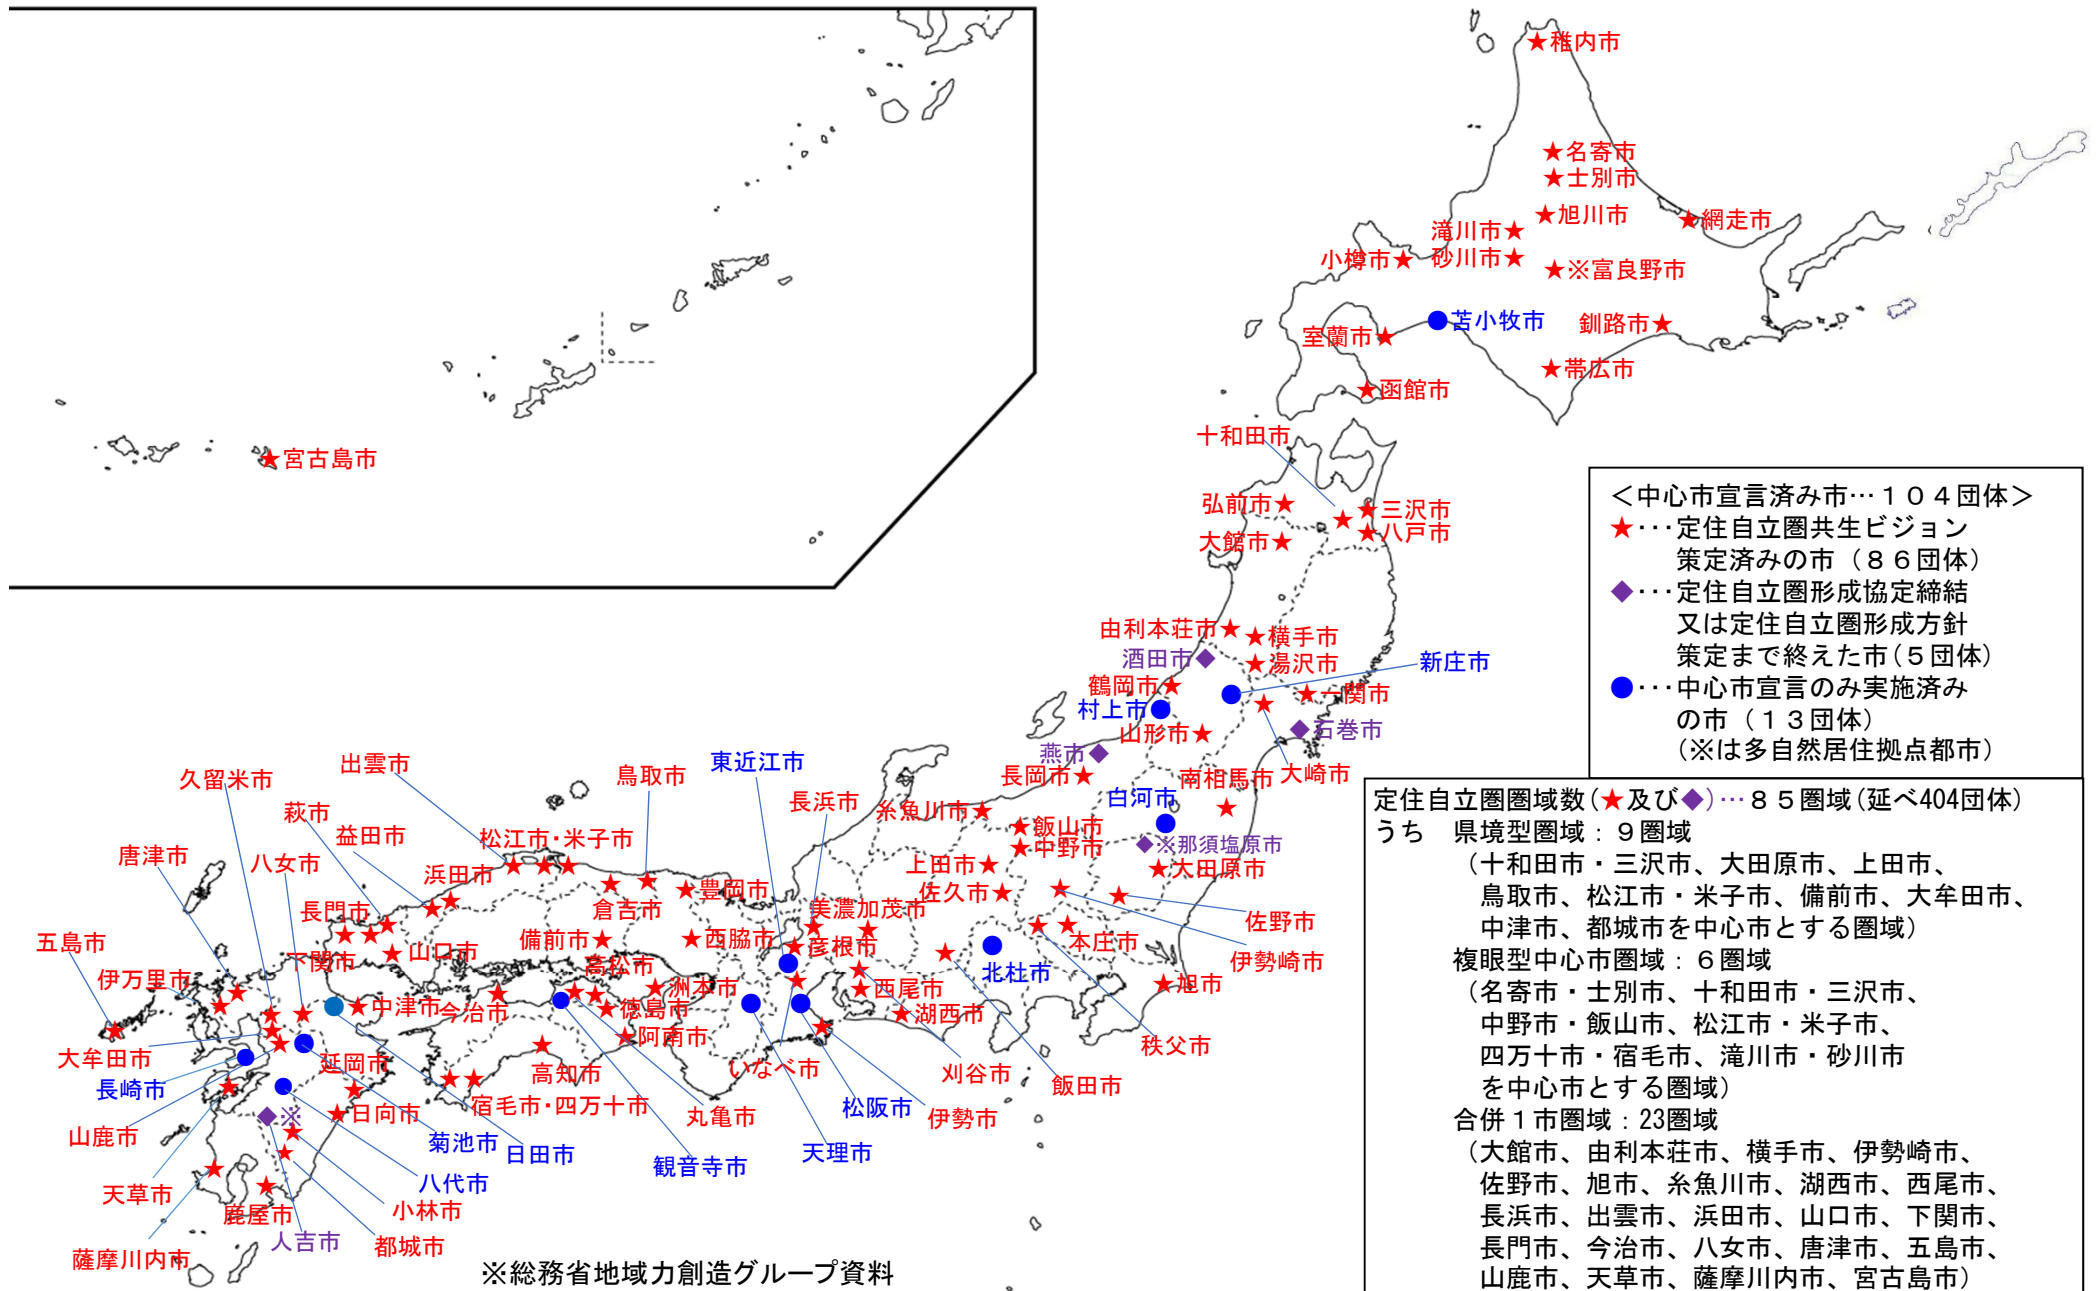 ★稚内市
★名寄市
★士別市
★旭川市
★網走市
滝川市★
小樽市★
砂川市★
★※富良野市
●苫小牧市
釧路市★
室蘭市★
★帯広市
★函館市
★宮古島市
十和田市
弘前市★
★三沢市
★八戸市
大館市★
＜中心市宣言済み市…１０４団体＞
★･･･定住自立圏共生ビジョン
策定済みの市（８６団体）
◆･･･定住自立圏形成協定締結
又は定住自立圏形成方針
策定まで終えた市(５団体)
●･･･中心市宣言のみ実施済み
の市（１３団体）
（※は多自然居住拠点都市）
由利本荘市★
★横手市
酒田市◆
★湯沢市
新庄市
鶴岡市★
★一関市
村上市●
山形市★
◆石巻市
燕市◆
長岡市★
南相馬市
大崎市
白河市
糸魚川市★
★飯山市
★中野市
◆※那須塩原市
上田市★
★大田原市
佐久市★
佐野市
本庄市
伊勢崎市
北杜市
★旭市
秩父市
出雲市
久留米市
鳥取市
東近江市
長浜市
萩市
益田市
松江市・米子市
唐津市
八女市
浜田市
★豊岡市
倉吉市
美濃加茂市
長門市
備前市★
★西脇市
★彦根市
五島市
下関市
★山口市
高松市
伊万里市
★洲本市
★西尾市
★中津市
今治市
★徳島市
★湖西市
大牟田市
★阿南市
延岡市
高知市
いなべ市
刈谷市
飯田市
長崎市
宿毛市・四万十市
丸亀市
松阪市
伊勢市
◆※
★日向市
山鹿市
菊池市
日田市
観音寺市
天理市
天草市
八代市
小林市
鹿屋市
人吉市
都城市
薩摩川内市
※総務省地域力創造グループ資料
定住自立圏圏域数(★及び◆)…８５圏域(延べ404団体)
うち　県境型圏域：９圏域
（十和田市・三沢市、大田原市、上田市、
鳥取市、松江市・米子市、備前市、大牟田市、
中津市、都城市を中心市とする圏域）
複眼型中心市圏域：６圏域
（名寄市・士別市、十和田市・三沢市、
中野市・飯山市、松江市・米子市、
四万十市・宿毛市、滝川市・砂川市
を中心市とする圏域）
合併１市圏域：23圏域
（大館市、由利本荘市、横手市、伊勢崎市、
佐野市、旭市、糸魚川市、湖西市、西尾市、
長浜市、出雲市、浜田市、山口市、下関市、
長門市、今治市、八女市、唐津市、五島市、
山鹿市、天草市、薩摩川内市、宮古島市）